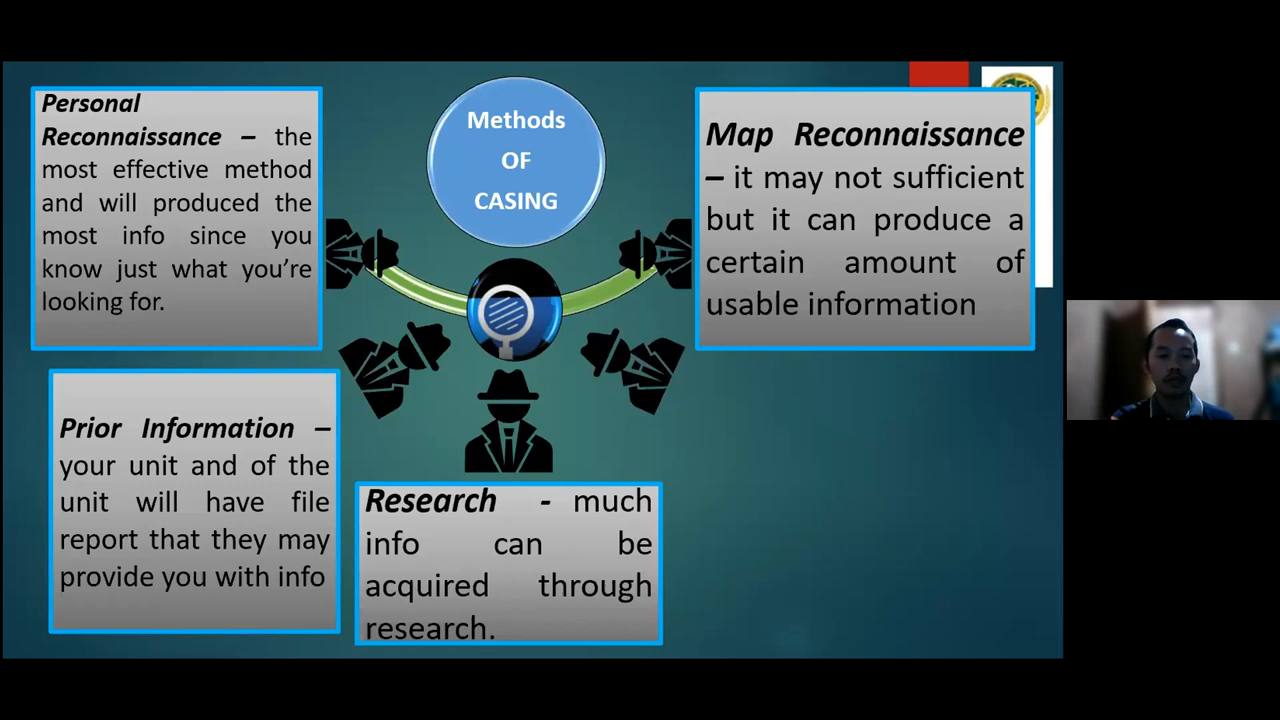 Methods
OF
CASING
Personal
Reconnaissance – the
most effective method
and will produced the
most info since you
know just what you’re
looking for.
Map Reconnaissance
– it may not sufficient
but it can produce a
certain amount of
usable information
Prior Information –
your unit and of the
unit will have file
report that they may
provide you with info
Research - much
info can be
acquired through
research.